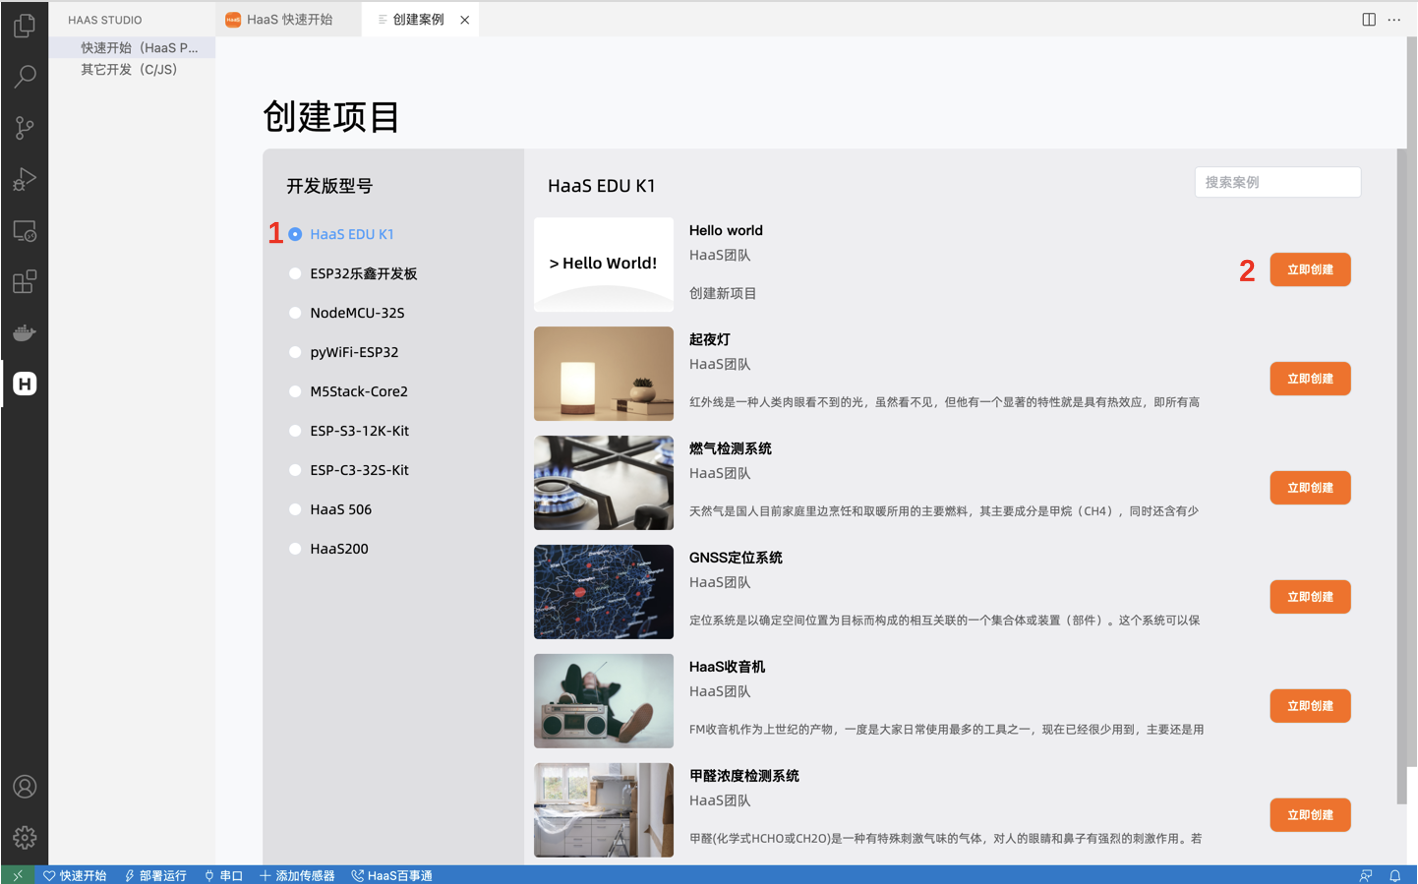 HAAS STUDIO
快速开始（HaaS P...
其它开发（C/JS）
HaaS 快速开始
创建案例
创建项目
开发版型号
1
HaaS EDU K1
ESP32乐鑫开发板
NodeMCU-32S
pyWiFi-ESP32
M5Stack-Core2
ESP-S3-12K-Kit
ESP-C3-32S-Kit
HaaS 506
HaaS200
HaaS EDU K1
搜索案例
> Hello World!
Hello world
HaaS团队
创建新项目
2
立即创建
起夜灯
HaaS团队
红外线是一种人类肉眼看不到的光，虽然看不见，但他有一个显著的特性就是具有热效应，即所有高
立即创建
燃气检测系统
HaaS团队
天然气是国人目前家庭里边烹饪和取暖所用的主要燃料，其主要成分是甲烷（CH4），同时还含有少
立即创建
GNSS定位系统
HaaS团队
定位系统是以确定空间位置为目标而构成的相互关联的一个集合体或装置（部件）。这个系统可以保
立即创建
HaaS收音机
HaaS团队
FM收音机作为上世纪的产物，一度是大家日常使用最多的工具之一，现在已经很少用到，主要还是用
立即创建
甲醛浓度检测系统
HaaS团队
甲醛(化学式HCHO或CH2O)是一种有特殊刺激气味的气体，对人的眼睛和鼻子有强烈的刺激作用。若
立即创建
快速开始
部署运行
串口
添加传感器
HaaS百事通